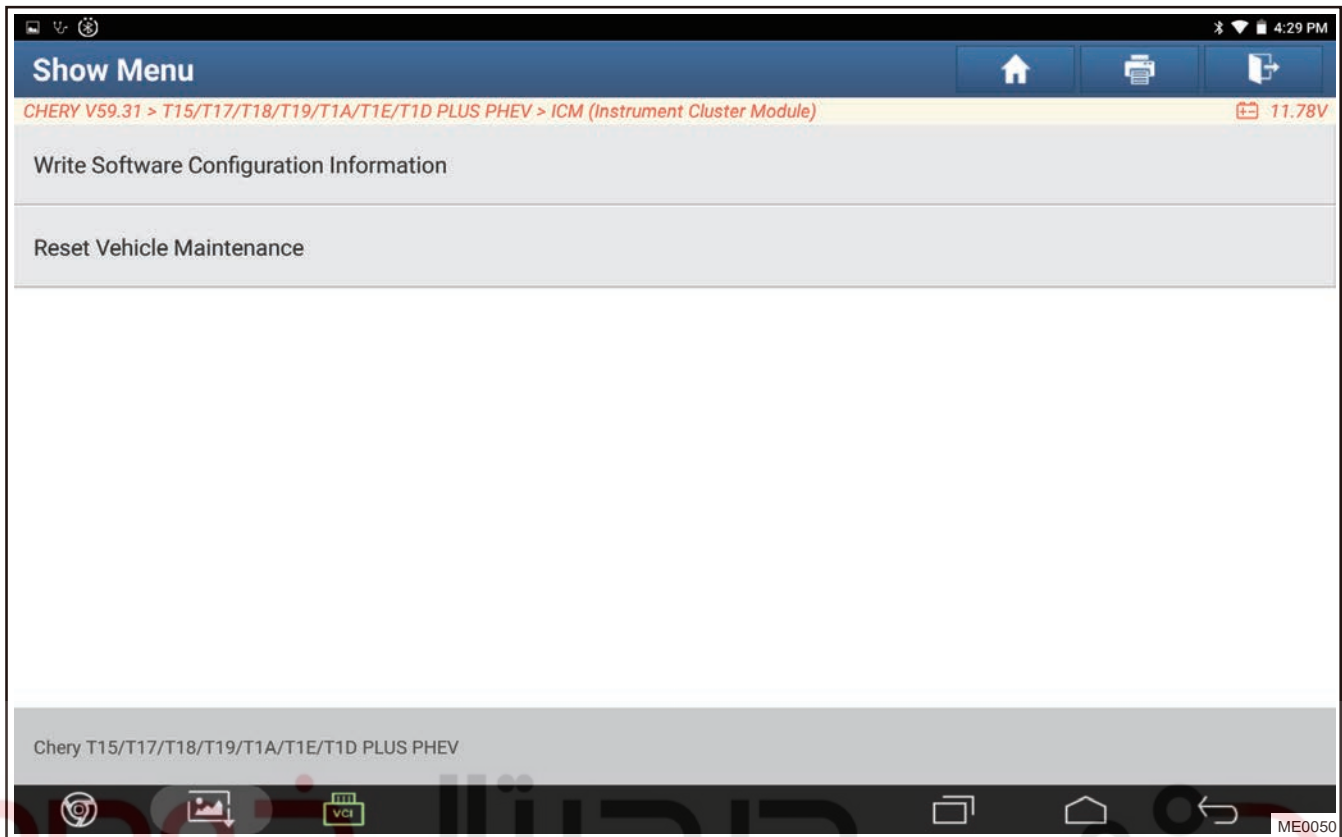 4:29 PM
Show Menu
CHERY V59.31 > T15/T17/T18/T19/T1A/T1E/T1D PLUS PHEV > ICM (Instrument Cluster Module)
11.78V
Write Software Configuration Information
Reset Vehicle Maintenance
Chery T15/T17/T18/T19/T1A/T1E/T1D PLUS PHEV
VCI
ME0050